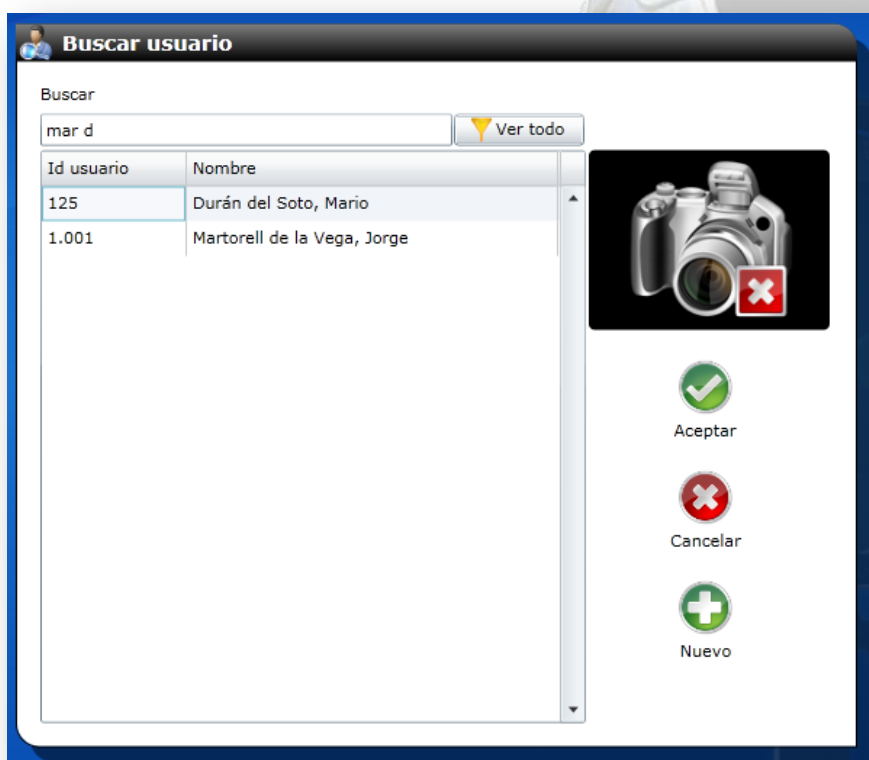 Buscar usuario
Buscar
mar d
Ver todo
Id usuario Nombre
125 Durán del Soto, Mario
1.001 Martorell de la Vega, Jorge
Aceptar
Cancelar
Nuevo